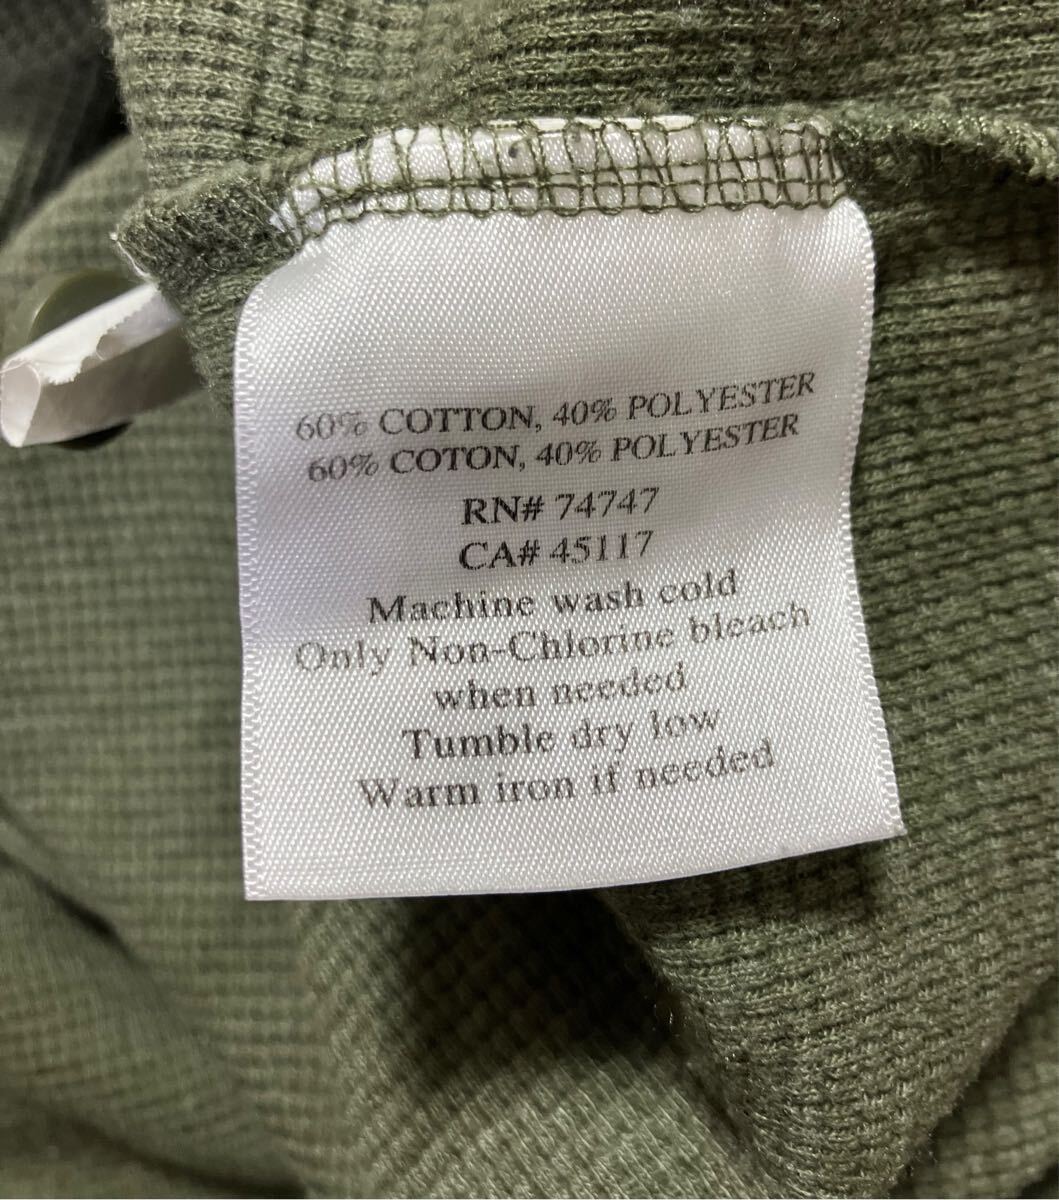 60% COTTON, 40% POLYESTER
60% COTON, 40% POLYESTER
RN# 74747
CA# 45117
Machine wash cold
Only Non-Chlorine bleach
when needed
Tumble dry low
Warm iron if needed